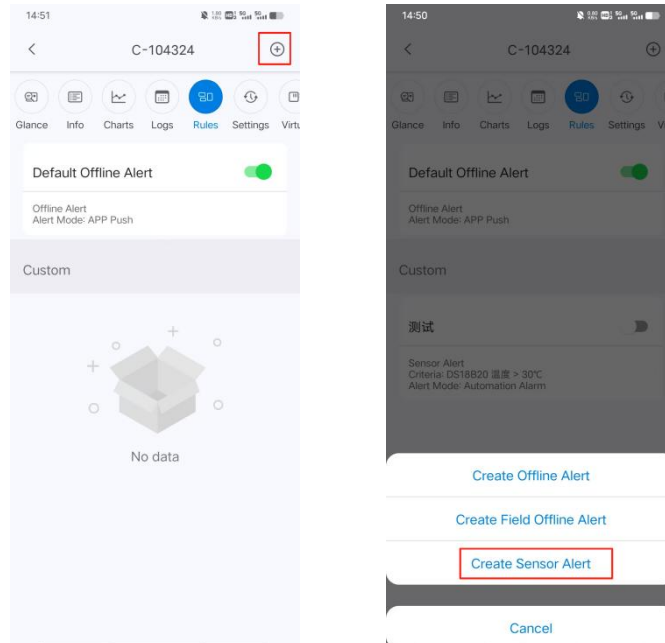 14:51
C-104324
Glance Info Charts Logs Rules Settings Virtu
Default Offline Alert
Offline Alert
Alert Mode: APP Push
Custom
No data
14:50
C-104324
Glance Info Charts Logs Rules Settings V
Default Offline Alert
Offline Alert
Alert Mode: APP Push
Custom
测试
Sensor Alert
Criteria: DS18B20 温度 > 30℃
Alert Mode: Automation Alarm
Create Offline Alert
Create Field Offline Alert
Create Sensor Alert
Cancel